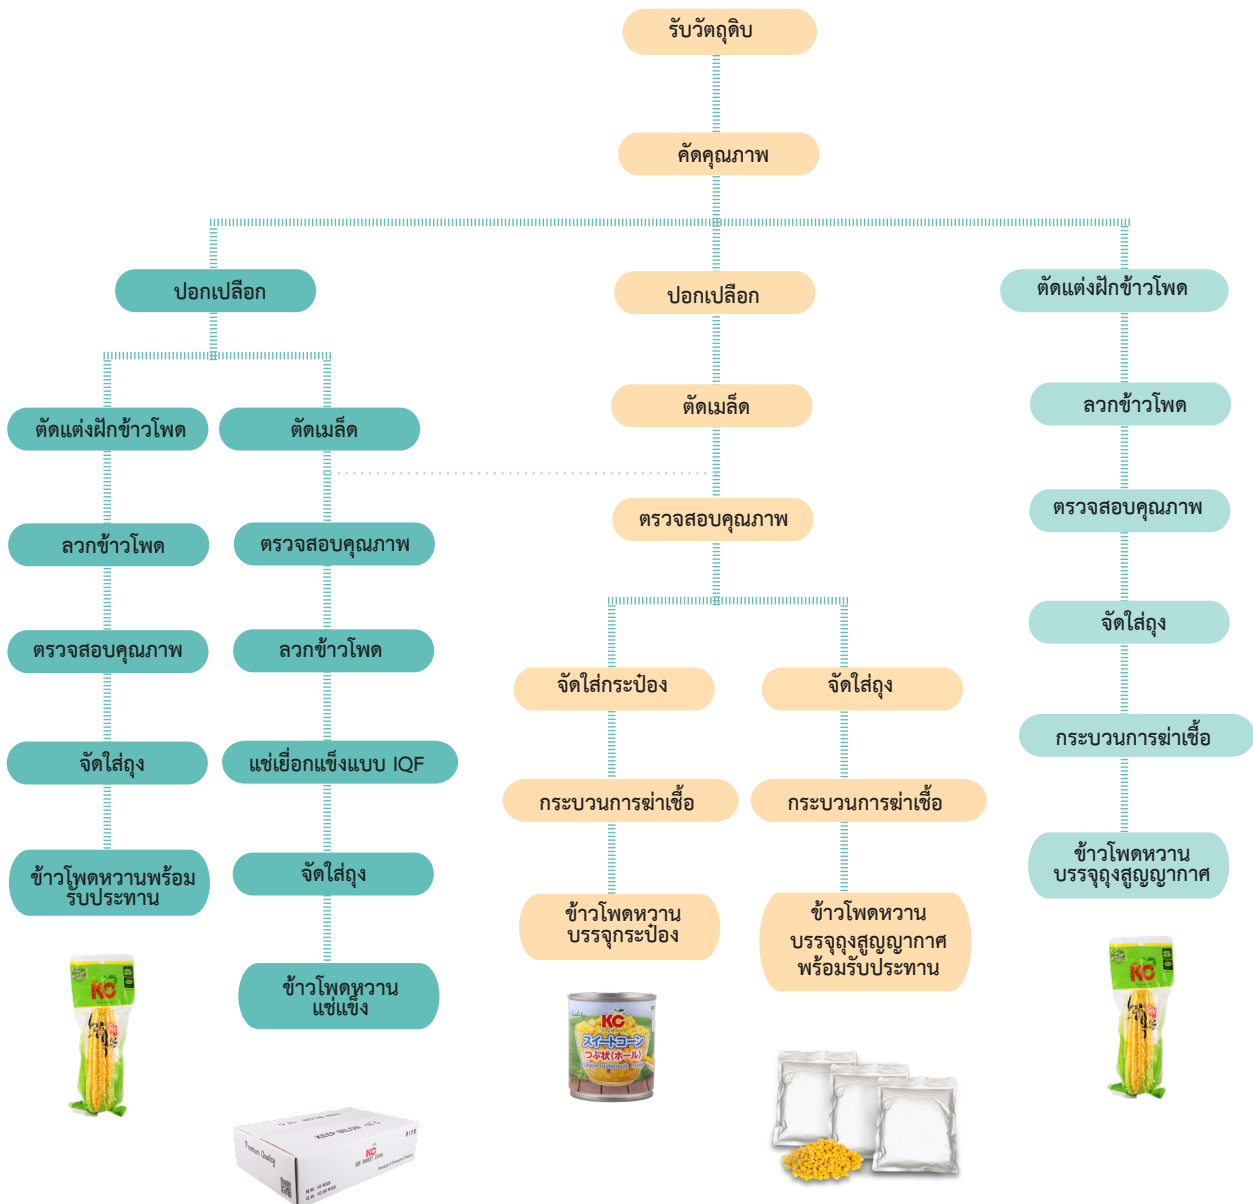 รับวัตถุดิบ
คัดคุณภาพ
ปอกเปลือก
ปอกเปลือก
ตัดแต่งฝักข้าวโพด
ตัดแต่งฝักข้าวโพด
ตัดเมล็ด
ตัดเมล็ด
ลวกข้าวโพด
ลวกข้าวโพด
ตรวจสอบคุณภาพ
ตรวจสอบคุณภาพ
ตรวจสอบคุณภาพ
ตรวจสอบคุณภาพ
ลวกข้าวโพด
จัดใส่กระป๋อง
จัดใส่ถุง
จัดใส่ถุง
จัดใส่ถุง
แช่เยื่อกแข็งแบบ IQF
กระบวนการฆ่าเชื้อ
กระบวนการฆ่าเชื้อ
กระบวนการฆ่าเชื้อ
ข้าวโพดหวานพร้อม
รับประทาน
จัดใส่ถุง
ข้าวโพดหวาน
บรรจุกระป๋อง
ข้าวโพดหวาน
บรรจุถุงสูญญากาศ
พร้อมรับประทาน
ข้าวโพดหวาน
บรรจุถุงสูญญากาศ
ข้าวโพดหวาน
แช่แข็ง
KC
KC
スイートコーン
つぶ状(ホール)
KC
KEEP BELOW -18°C
Premium Quality
KC
IQF SWEET CORN
N.W. 10 KGS.